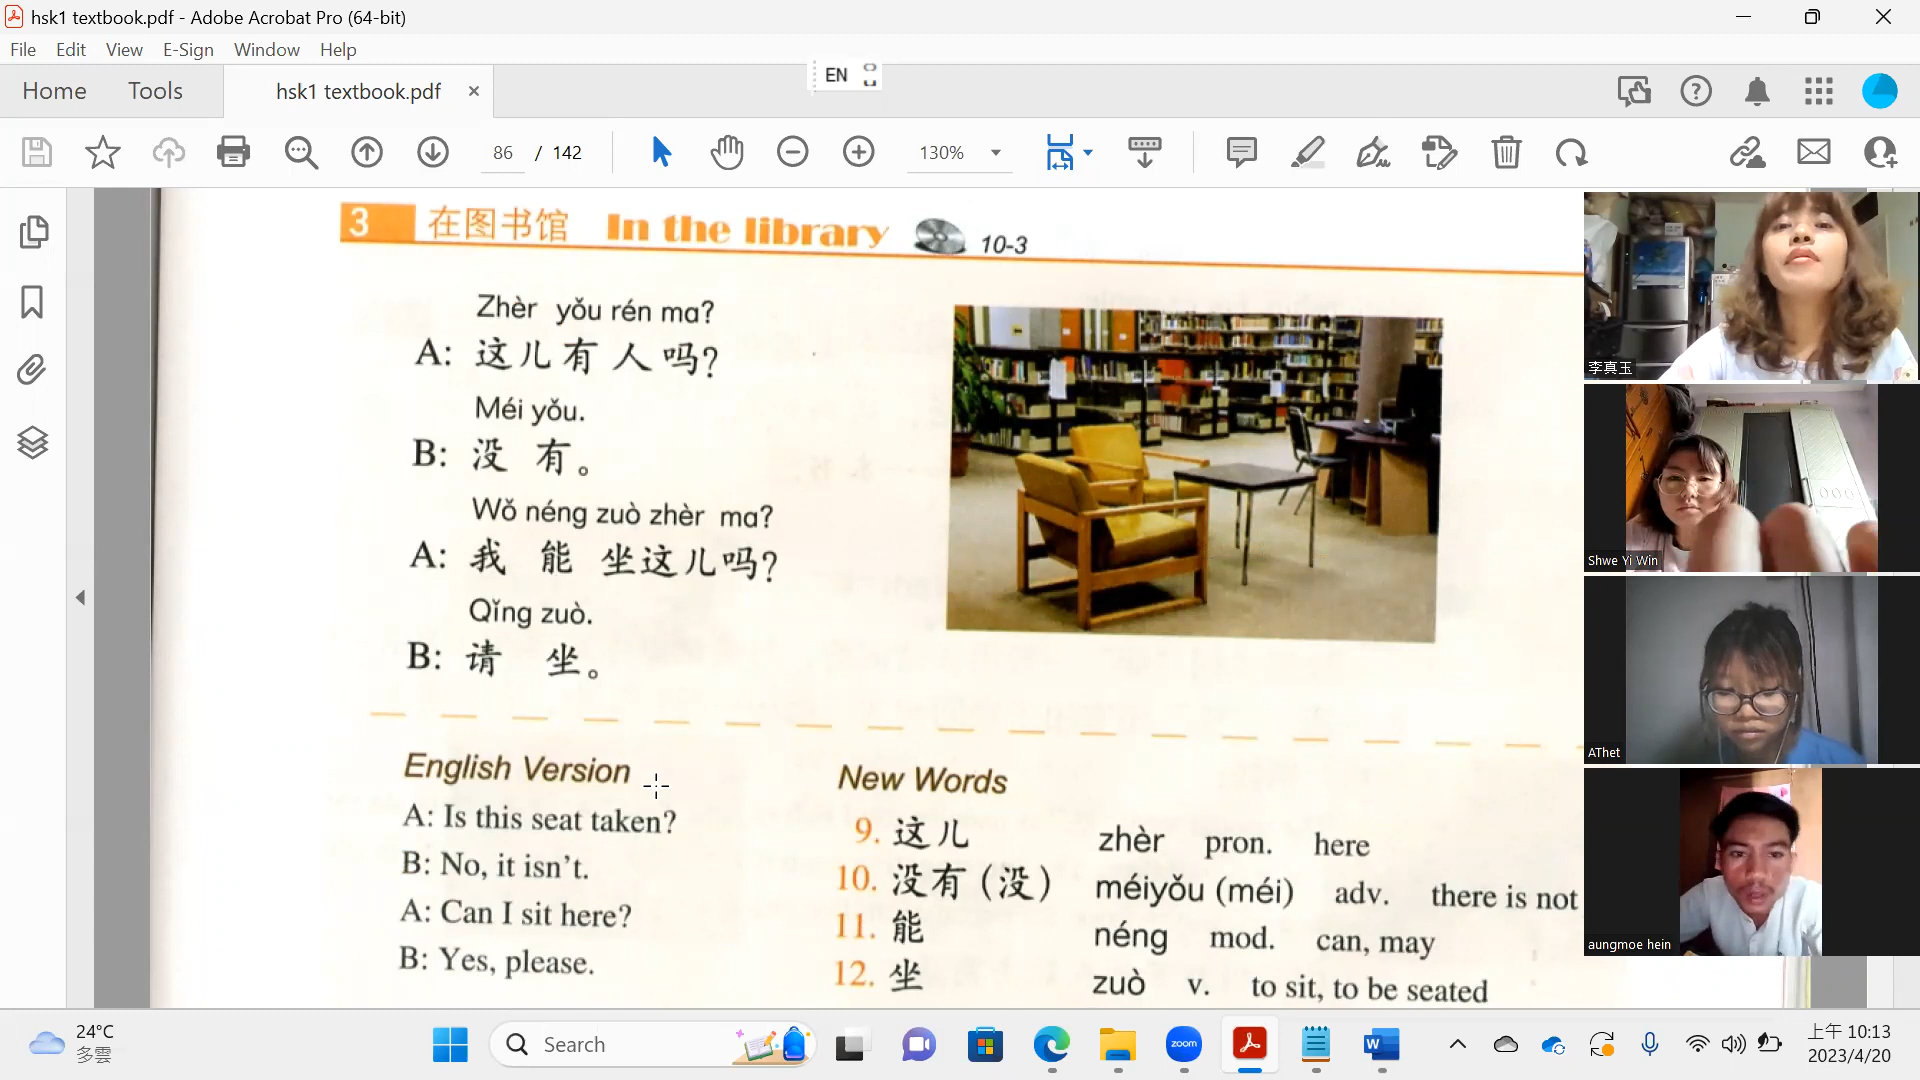 hsk1 textbook.pdf - Adobe Acrobat Pro (64-bit)
File Edit View E-Sign Window Help
Home Tools hsk1 textbook.pdf ×
EN
86 / 142 130%
3 在图书馆 In the library 10-3
Zhèr yǒu rén ma?
A: 这儿有人吗?
Méi yǒu.
B: 没有。
Wǒ néng zuò zhèr ma?
A: 我能坐这儿吗?
Qǐng zuò.
B: 请坐。
English Version
A: Is this seat taken?
B: No, it isn't.
A: Can I sit here?
B: Yes, please.
New Words
9. 这儿 zhèr pron. here
10. 没有(没) méiyǒu (méi) adv. there is not
11. 能 néng mod. can, may
12. 坐 zuò v. to sit, to be seated
李真玉
Shwe Yi Win
AThet
aungmoe hein
24°C
多雲
Search
zoom
上午 10:13
2023/4/20